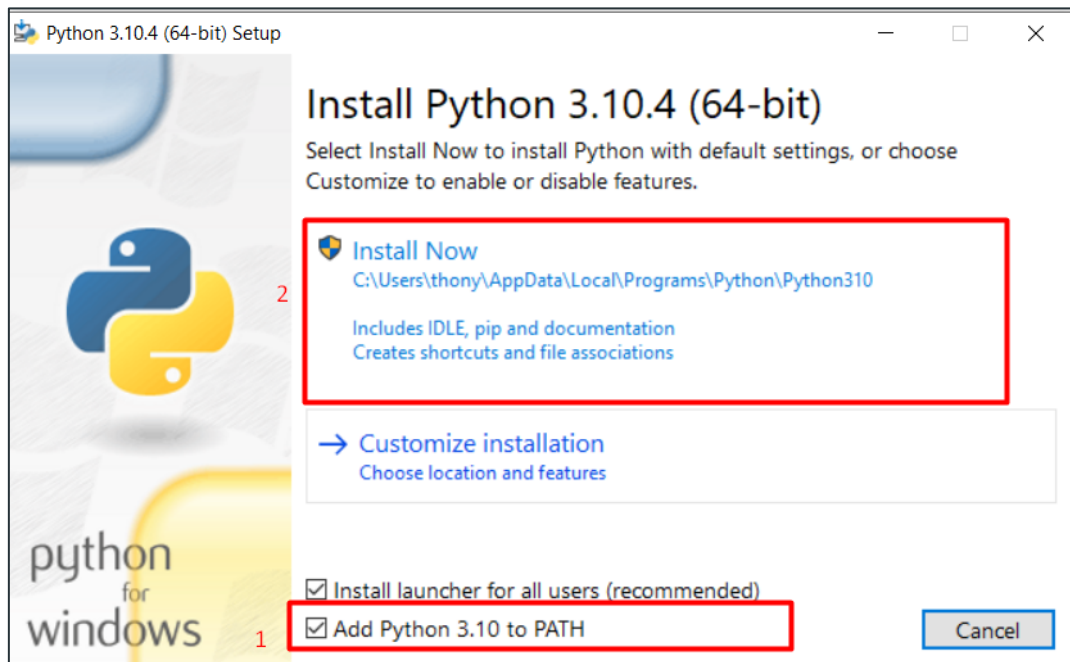 Python 3.10.4 (64-bit) Setup
Install Python 3.10.4 (64-bit)
Select Install Now to install Python with default settings, or choose
Customize to enable or disable features.
2
Install Now
C:\Users\thony\AppData\Local\Programs\Python\Python310
Includes IDLE, pip and documentation
Creates shortcuts and file associations
Customize installation
Choose location and features
python
for
windows
Install launcher for all users (recommended)
1
Add Python 3.10 to PATH
Cancel